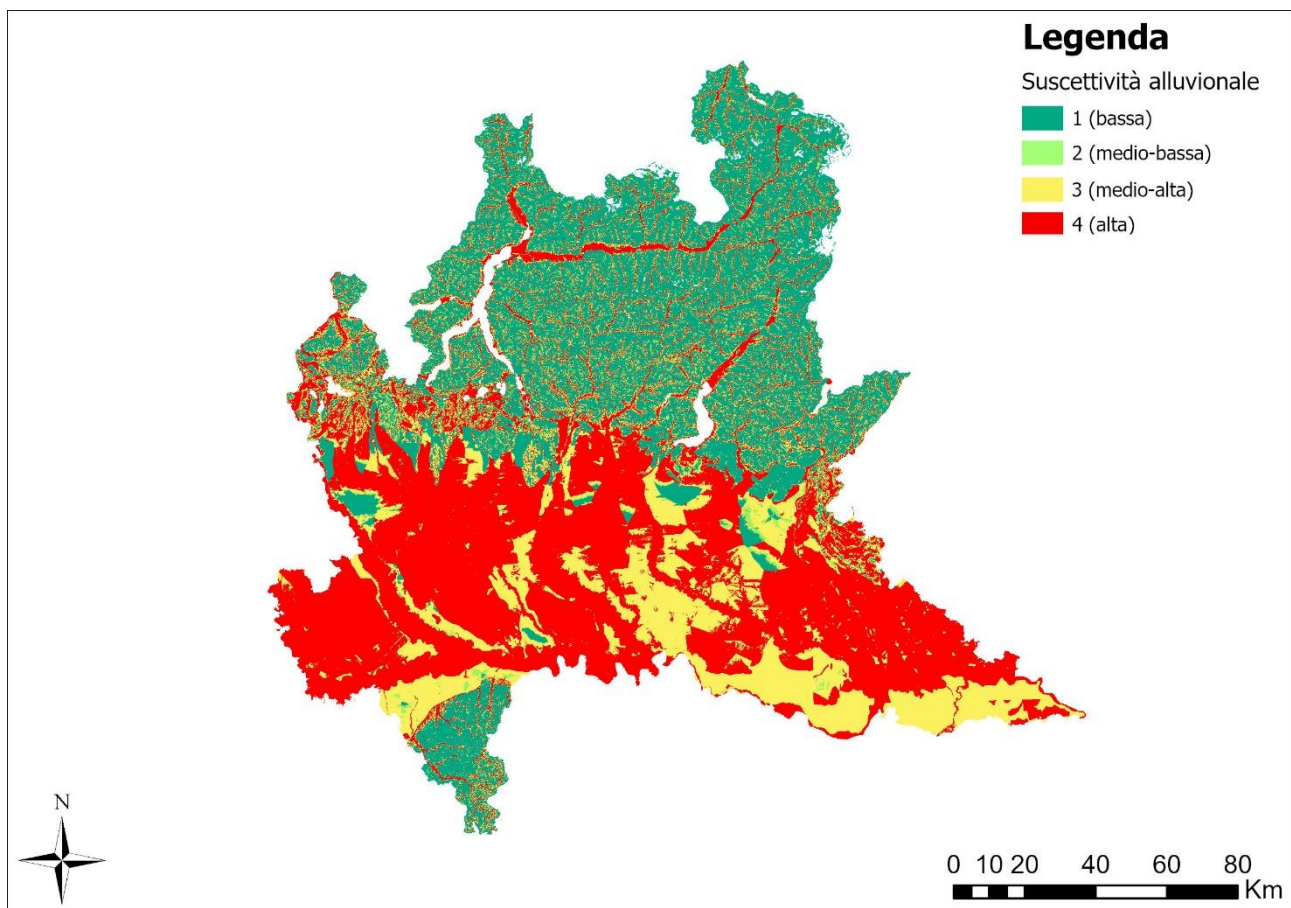 Legenda
Suscettività alluvionale
1 (bassa)
2 (medio-bassa)
3 (medio-alta)
4 (alta)
N
0 10 20 40 60 80
Km